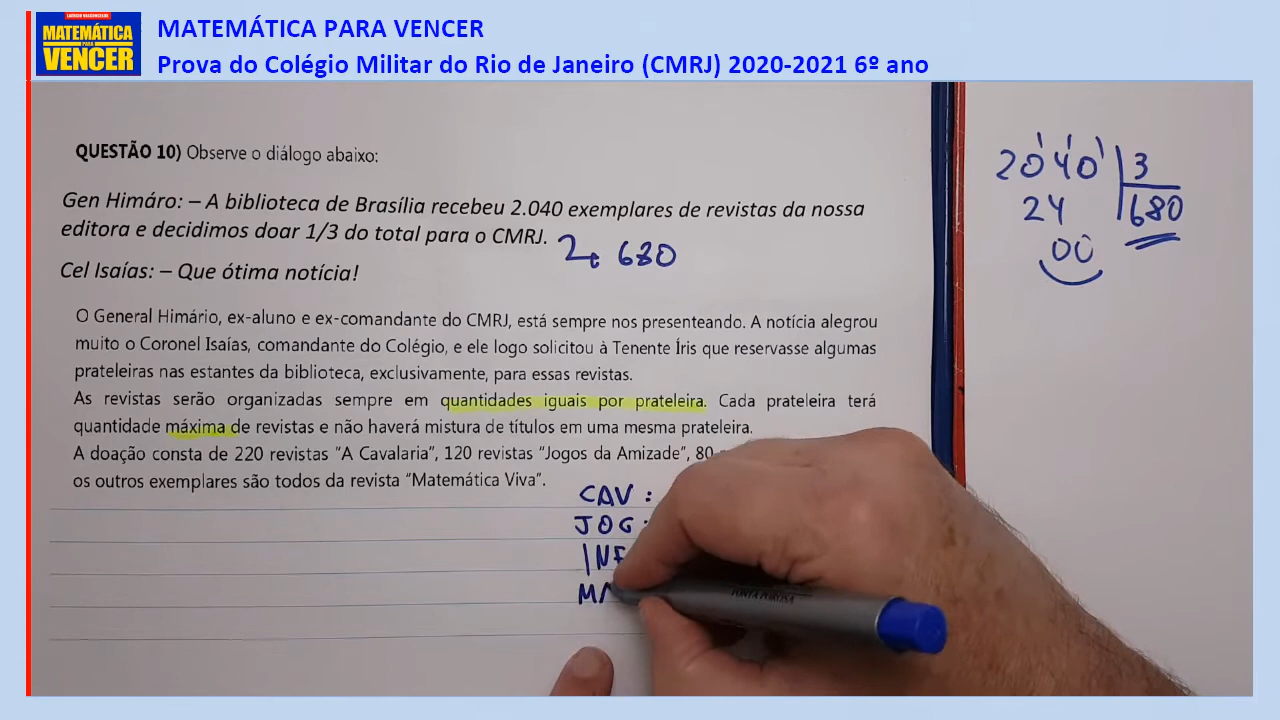 LAÉRCIO VASCONCELOS
MATEMÁTICA
PARA
VENCER
MATEMÁTICA PARA VENCER
Prova do Colégio Militar do Rio de Janeiro (CMRJ) 2020-2021 6º ano
QUESTÃO 10) Observe o diálogo abaixo:
Gen Himáro: – A biblioteca de Brasília recebeu 2.040 exemplares de revistas da nossa
editora e decidimos doar 1/3 do total para o CMRJ.
680
Cel Isaías: – Que ótima notícia!
O General Himário, ex-aluno e ex-comandante do CMRJ, está sempre nos presenteando. A notícia alegrou
muito o Coronel Isaías, comandante do Colégio, e ele logo solicitou à Tenente Íris que reservasse algumas
prateleiras nas estantes da biblioteca, exclusivamente, para essas revistas.
As revistas serão organizadas sempre em quantidades iguais por prateleira. Cada prateleira terá
quantidade máxima de revistas e não haverá mistura de títulos em uma mesma prateleira.
A doação consta de 220 revistas “A Cavalaria”, 120 revistas “Jogos da Amizade”, 80
os outros exemplares são todos da revista “Matemática Viva”.
CAV :
JOG :
INF
MA
2040 3
24 680
00